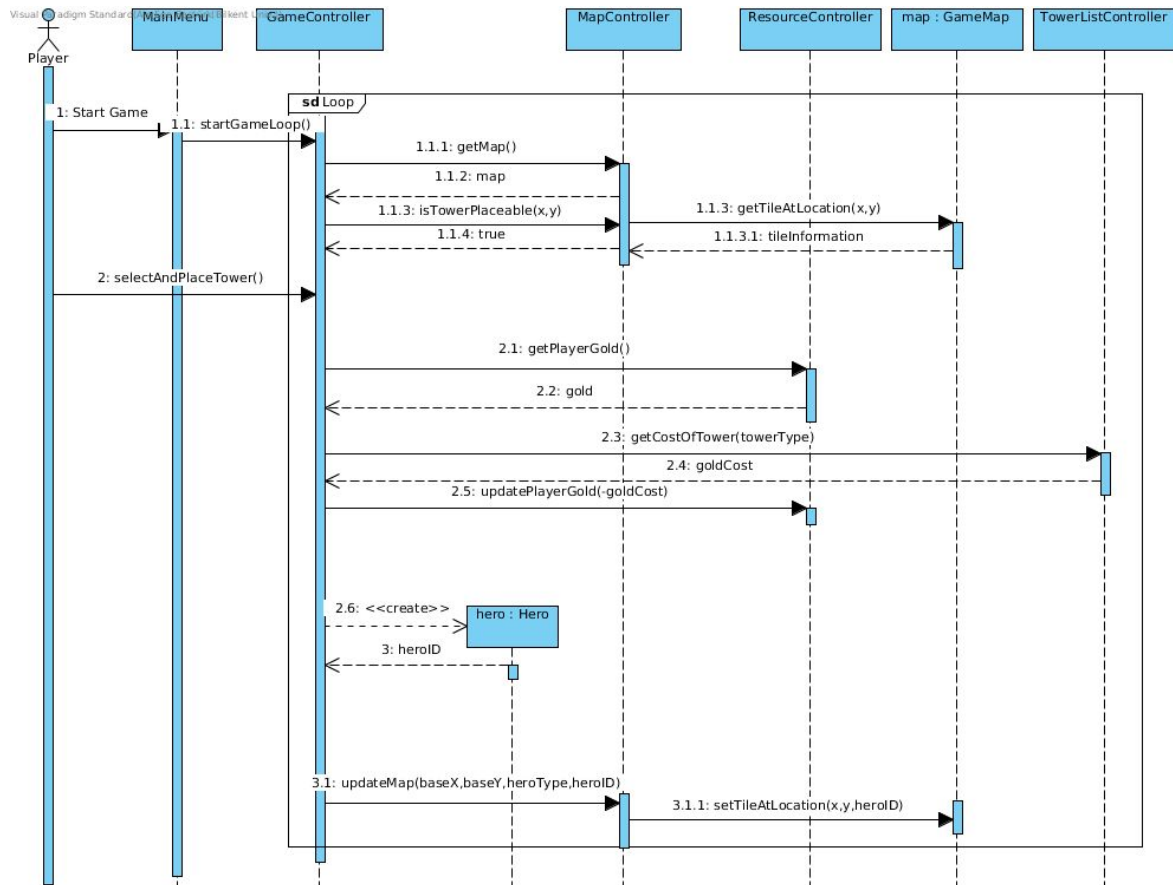 Visual Paradigm Standard
Player
MainMenu
GameController
MapController
ResourceController
map : GameMap
TowerListController
sd Loop
1: Start Game
1.1: startGameLoop()
1.1.1: getMap()
1.1.2: map
1.1.3: isTowerPlaceable(x,y)
1.1.3: getTileAtLocation(x,y)
1.1.4: true
1.1.3.1: tileInformation
2: selectAndPlaceTower()
2.1: getPlayerGold()
2.2: gold
2.3: getCostOfTower(towerType)
2.4: goldCost
2.5: updatePlayerGold(-goldCost)
2.6: <<create>>
hero : Hero
3: heroID
3.1: updateMap(baseX,baseY,heroType,heroID)
3.1.1: setTileAtLocation(x,y,heroID)